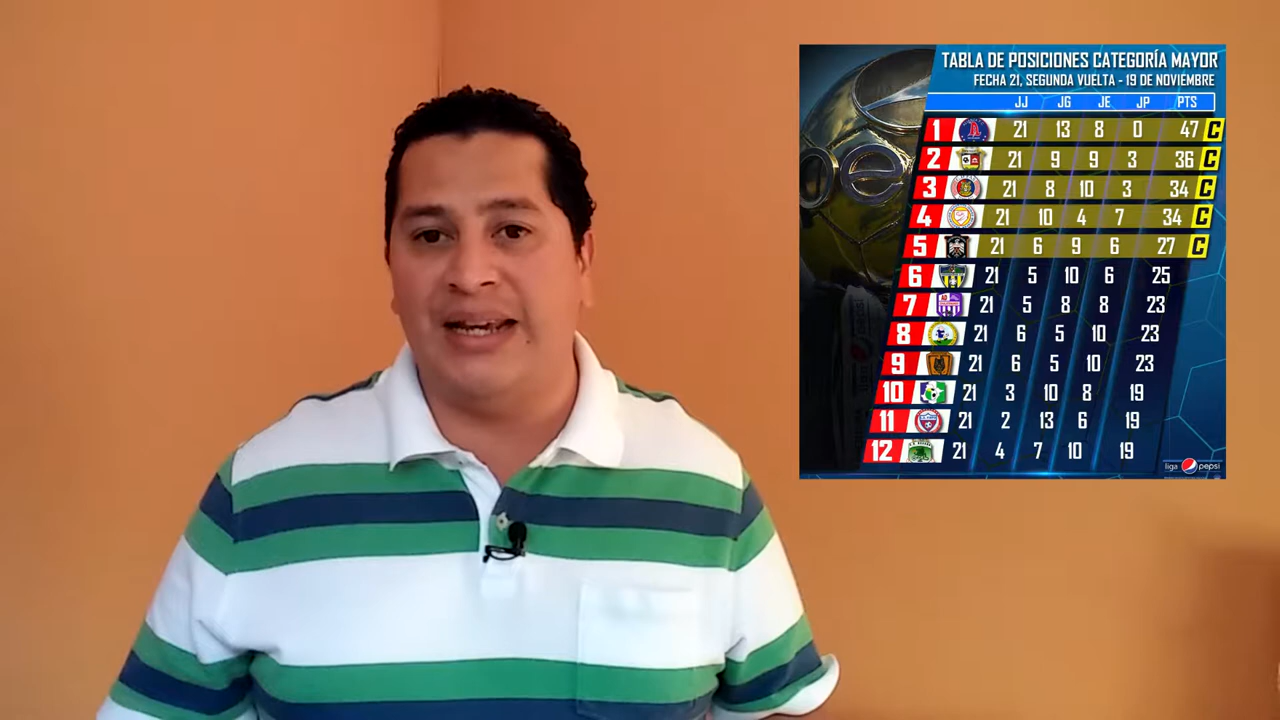 TABLA DE POSICIONES CATEGORÍA MAYOR
FECHA 21, SEGUNDA VUELTA - 19 DE NOVIEMBRE
JJ JG JE JP PTS
1 21 13 8 0 47 C
2 21 9 9 3 36 C
3 21 8 10 3 34 C
4 21 10 4 7 34 C
5 21 6 9 6 27 C
6 21 5 10 6 25
7 21 5 8 8 23
8 21 6 5 10 23
9 21 6 5 10 23
10 21 3 10 8 19
11 21 2 13 6 19
12 21 4 7 10 19
liga pepsi